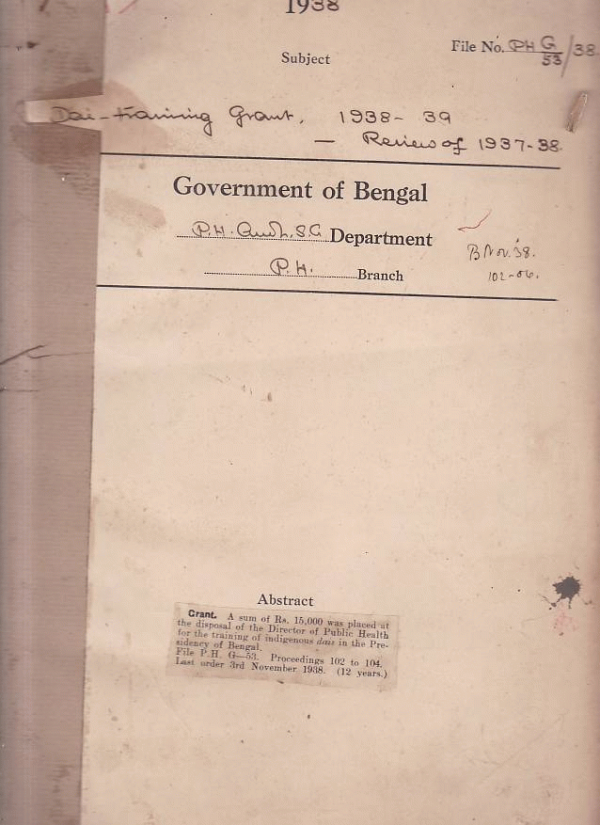 1938
File No. PH G/53/38
Subject
Dai-training Grant, 1938-39
— Review of 1937-38.
Government of Bengal
P.H. and L.S.G. Department
P.H. Branch
B Nov. '38.
102-06.
Abstract
Grant. A sum of Rs. 15,000 was placed at
the disposal of the Director of Public Health
for the training of indigenous dais in the Pre-
sidency of Bengal.
File P.H. G—53. Proceedings 102 to 104.
Last order 3rd November 1938. (12 years.)